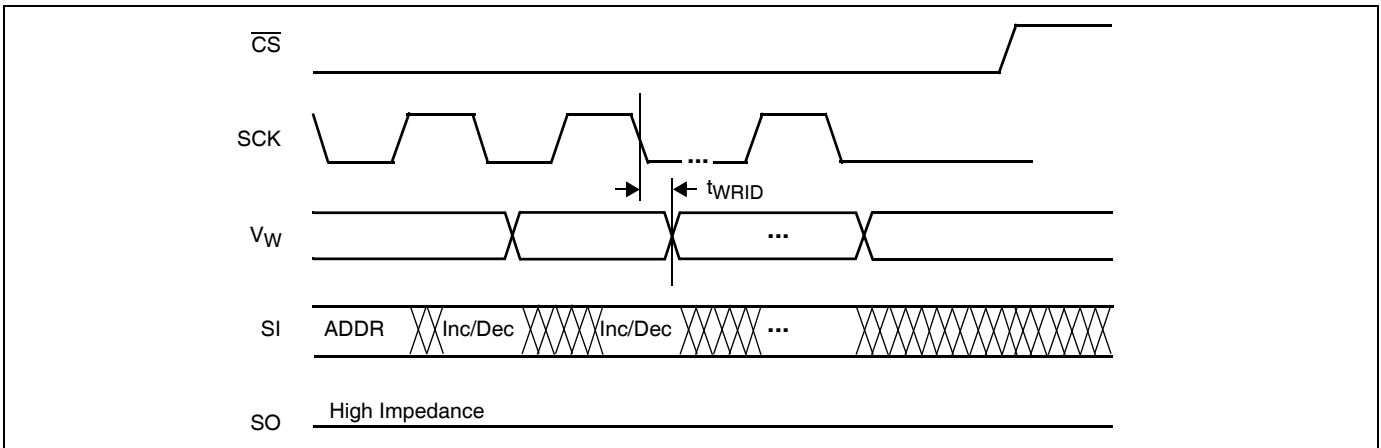 CS
SCK
...
tWRID
VW
...
SI ADDR Inc/Dec Inc/Dec ...
High Impedance
SO